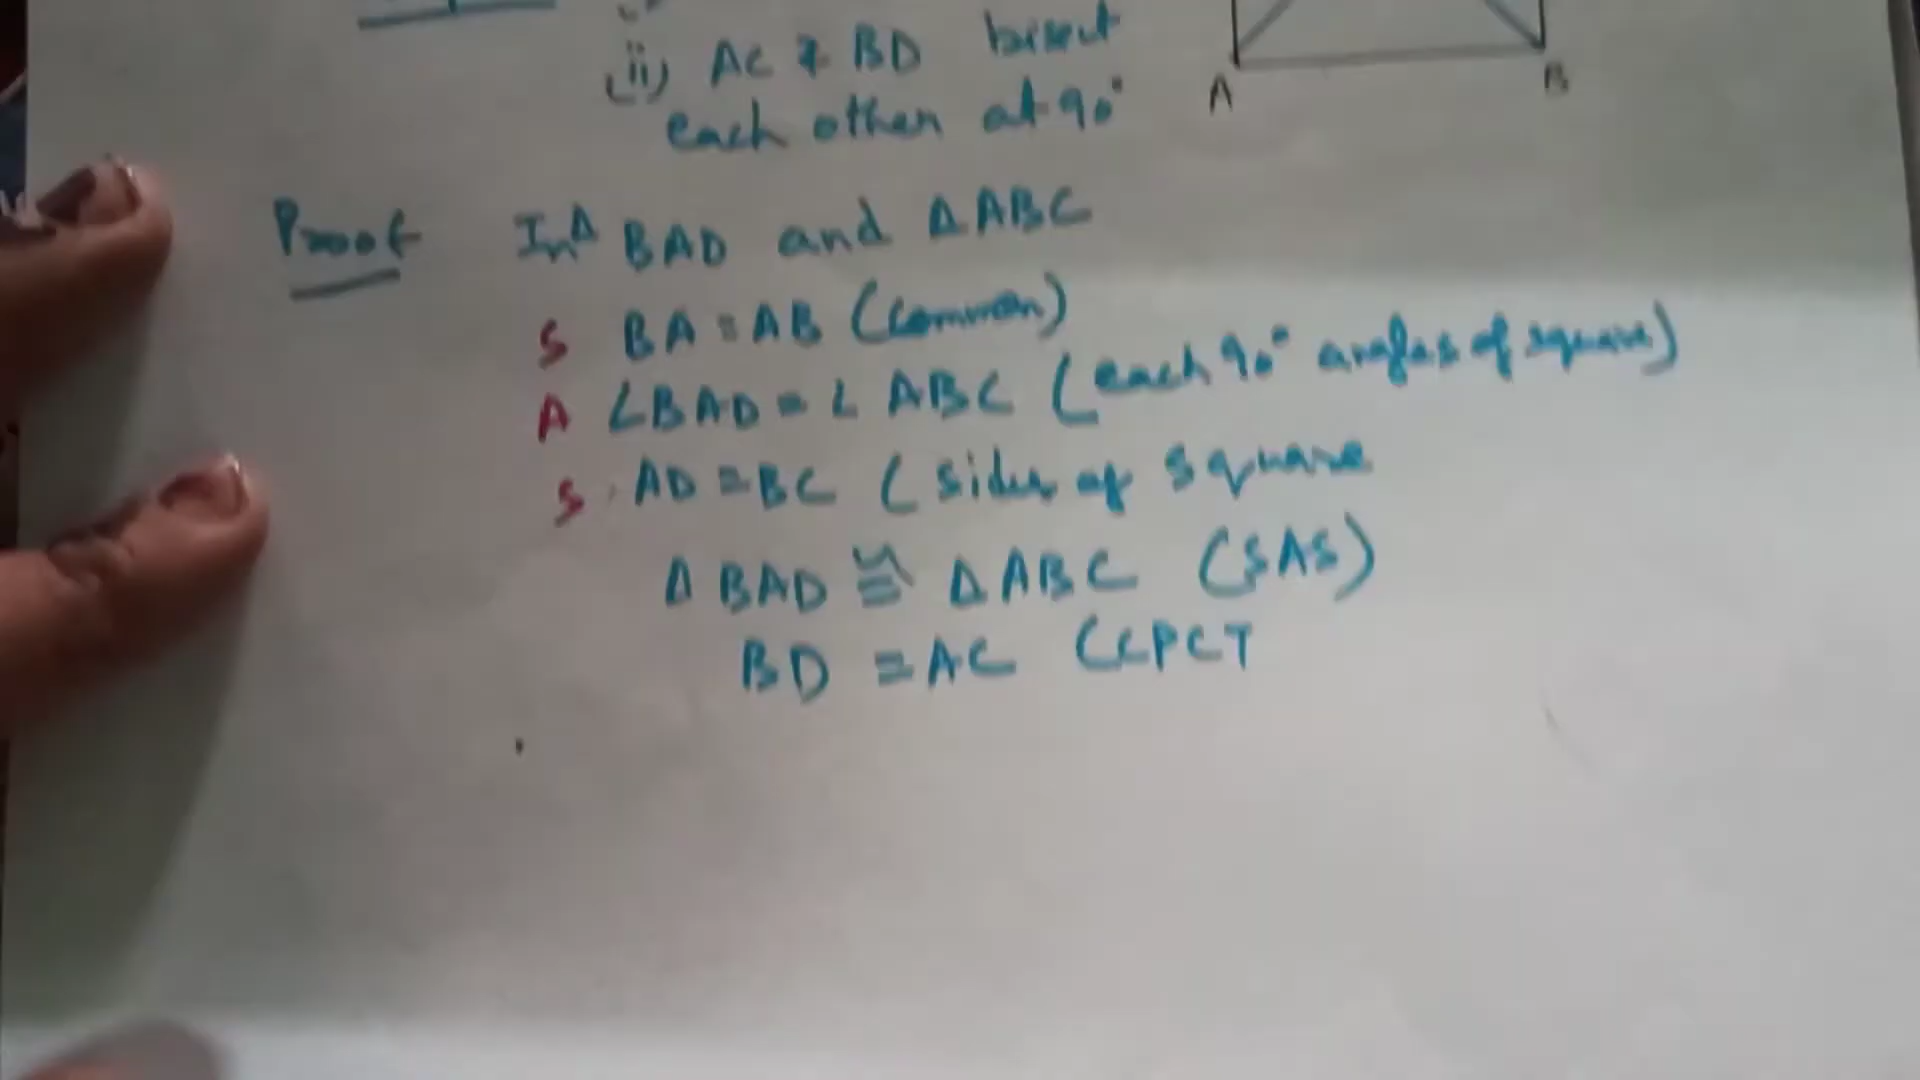 (ii) AC & BD bisect
each other at 90°
A B
Proof In Δ BAD and Δ ABC
S BA = AB (common)
A ∠BAD = ∠ ABC (each 90° angles of square)
S AD = BC (sides of square
Δ BAD ≅ Δ ABC (SAS)
BD = AC (CPCT